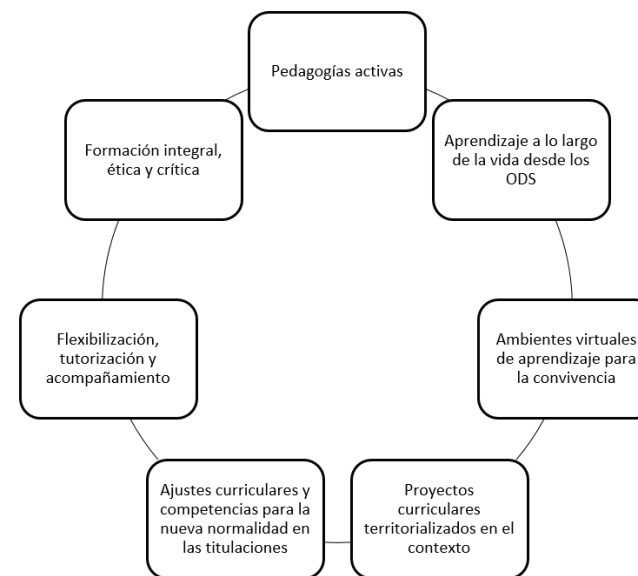 Pedagogías activas
Aprendizaje a lo largo
de la vida desde los
ODS
Ambientes virtuales
de aprendizaje para
la convivencia
Proyectos
curriculares
territorializados en el
contexto
Ajustes curriculares y
competencias para la
nueva normalidad en
las titulaciones
Flexibilización,
tutorización y
acompañamiento
Formación integral,
ética y crítica